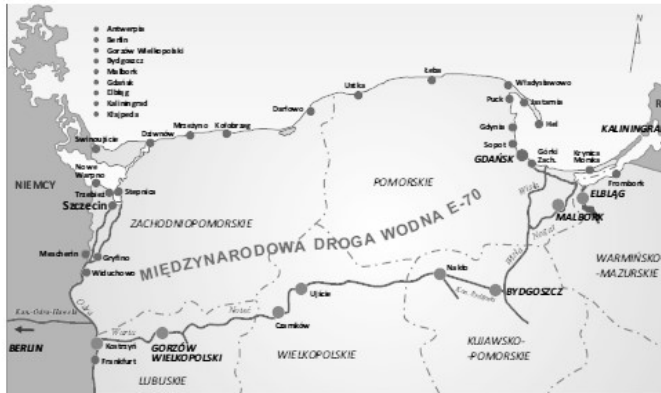 Antwerpia
Berlin
Gorzów Wielkopolski
Bydgoszcz
Malbork
Gdańsk
Elbląg
Kaliningrad
Kłajpeda
N
Łeba
Ustka
Darłowo
Władysławowo
Puck
Jastarnia
Hel
Gdynia
Sopot
GDAŃSK
Górki
Zach.
Krynica
Morska
KALININGRA
R
Frombork
ELBLĄG
MALBORK
Świnoujście
Dziwnów
Mrzeżyno
Kołobrzeg
Nowe
Warpno
Trzebież
Stepnica
Szczecin
NIEMCY
ZACHODNIOPOMORSKIE
POMORSKIE
MIĘDZYNARODOWA DROGA WODNA E-70
Wisła
Nogat
Wisła
WARMIŃSKO
-MAZURSKIE
Mescherin
Gryfino
Widuchowo
Odra
Ujście
Czarnków
Noteć
Nakło
BYDGOSZCZ
Warta
Kostrzyn
Frankfurt
GORZÓW
WIELKOPOLSKI
BERLIN
LUBUSKIE
WIELKOPOLSKIE
KUJAWSKO-
-POMORSKIE